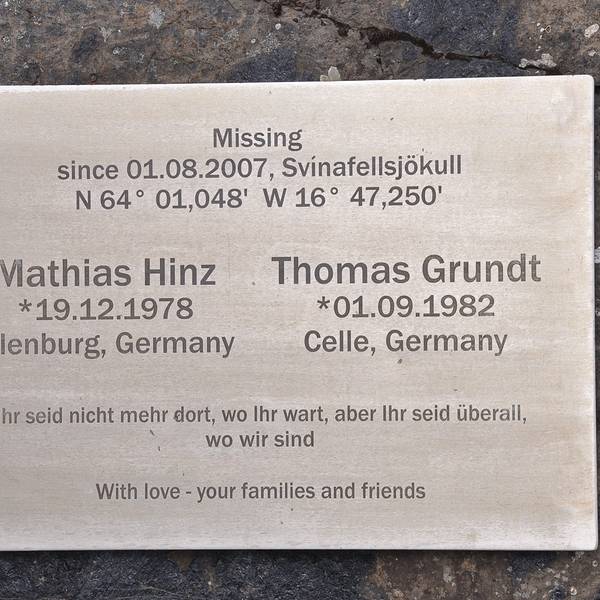 Missing
since 01.08.2007, Svínafellsjökull
N 64° 01,048' W 16° 47,250'
Mathias Hinz Thomas Grundt
*19.12.1978 *01.09.1982
lenburg, Germany Celle, Germany
hr seid nicht mehr dort, wo Ihr wart, aber Ihr seid überall,
wo wir sind
With love - your families and friends